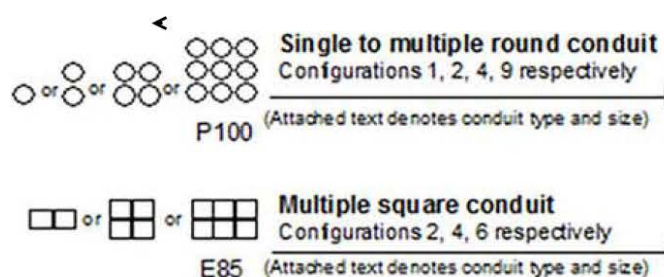 Single to multiple round conduit
or or or Configurations 1, 2, 4, 9 respectively
P100 (Attached text denotes conduit type and size)
Multiple square conduit
or or Configurations 2, 4, 6 respectively
E85 (Attached text denotes conduit type and size)